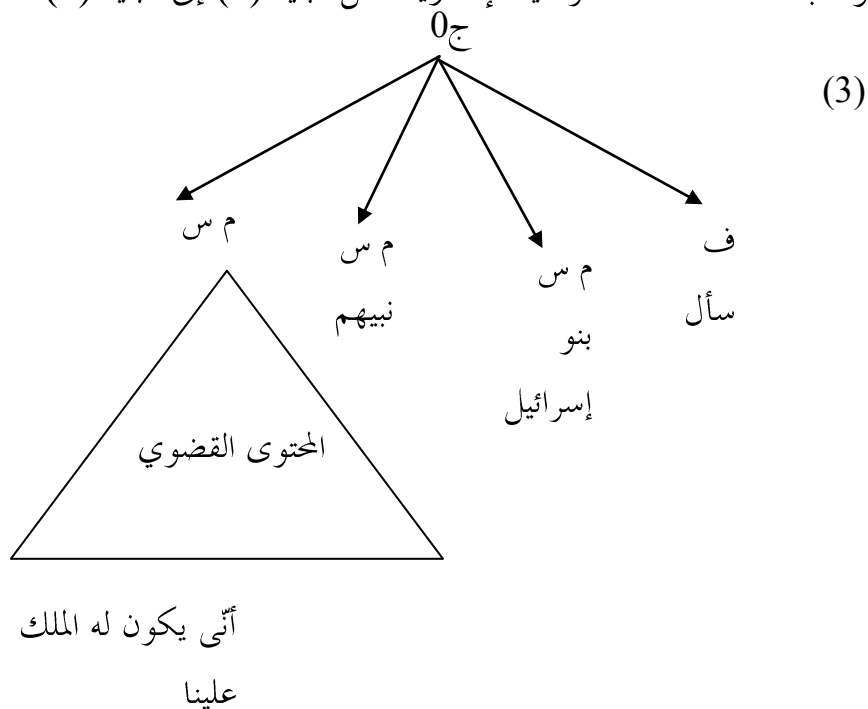 ج0
(3)
ف
سأل
م س
بنو
إسرائيل
م س
نبيهم
م س
المحتوى القضوي
أنّى يكون له الملك
علينا